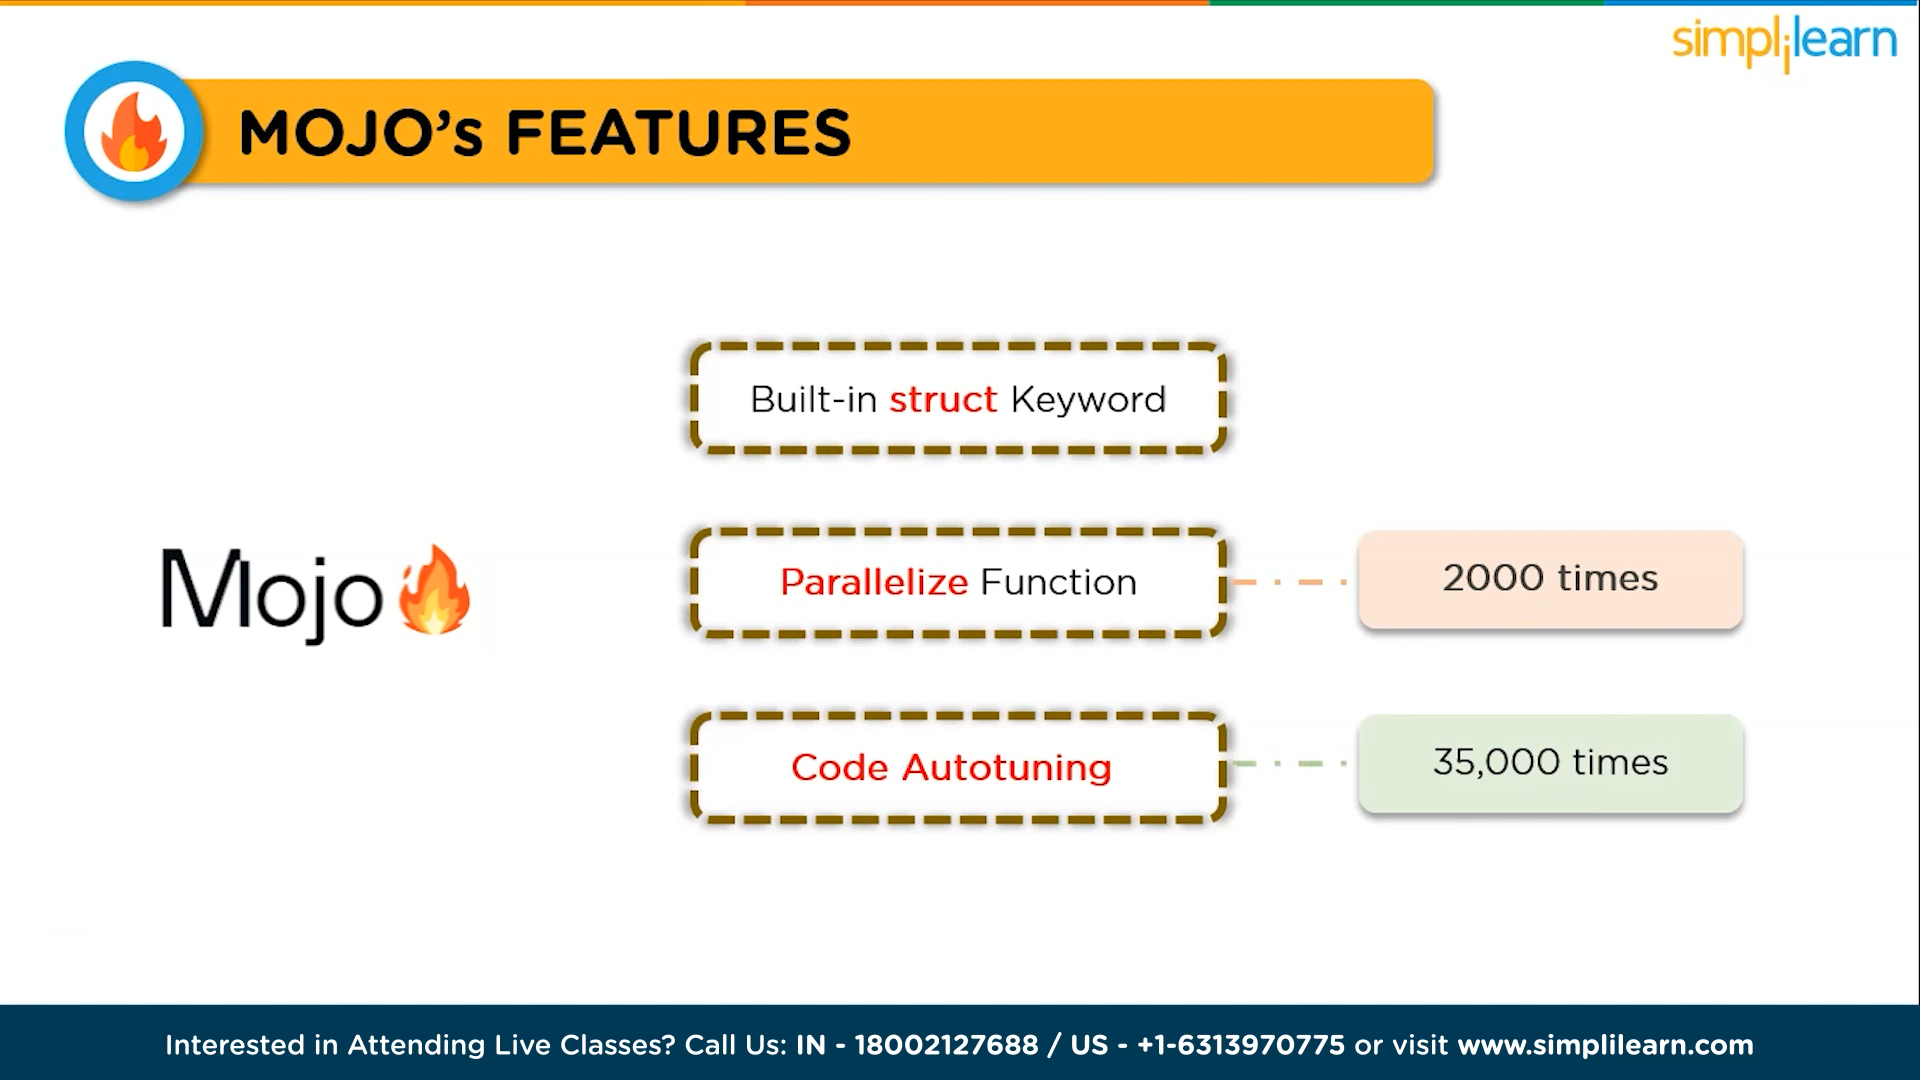 simplilearn
MOJO’s FEATURES
Built-in struct Keyword
Mojo
Parallelize Function
2000 times
Code Autotuning
35,000 times
Interested in Attending Live Classes? Call Us: IN - 18002127688 / US - +1-6313970775 or visit www.simplilearn.com